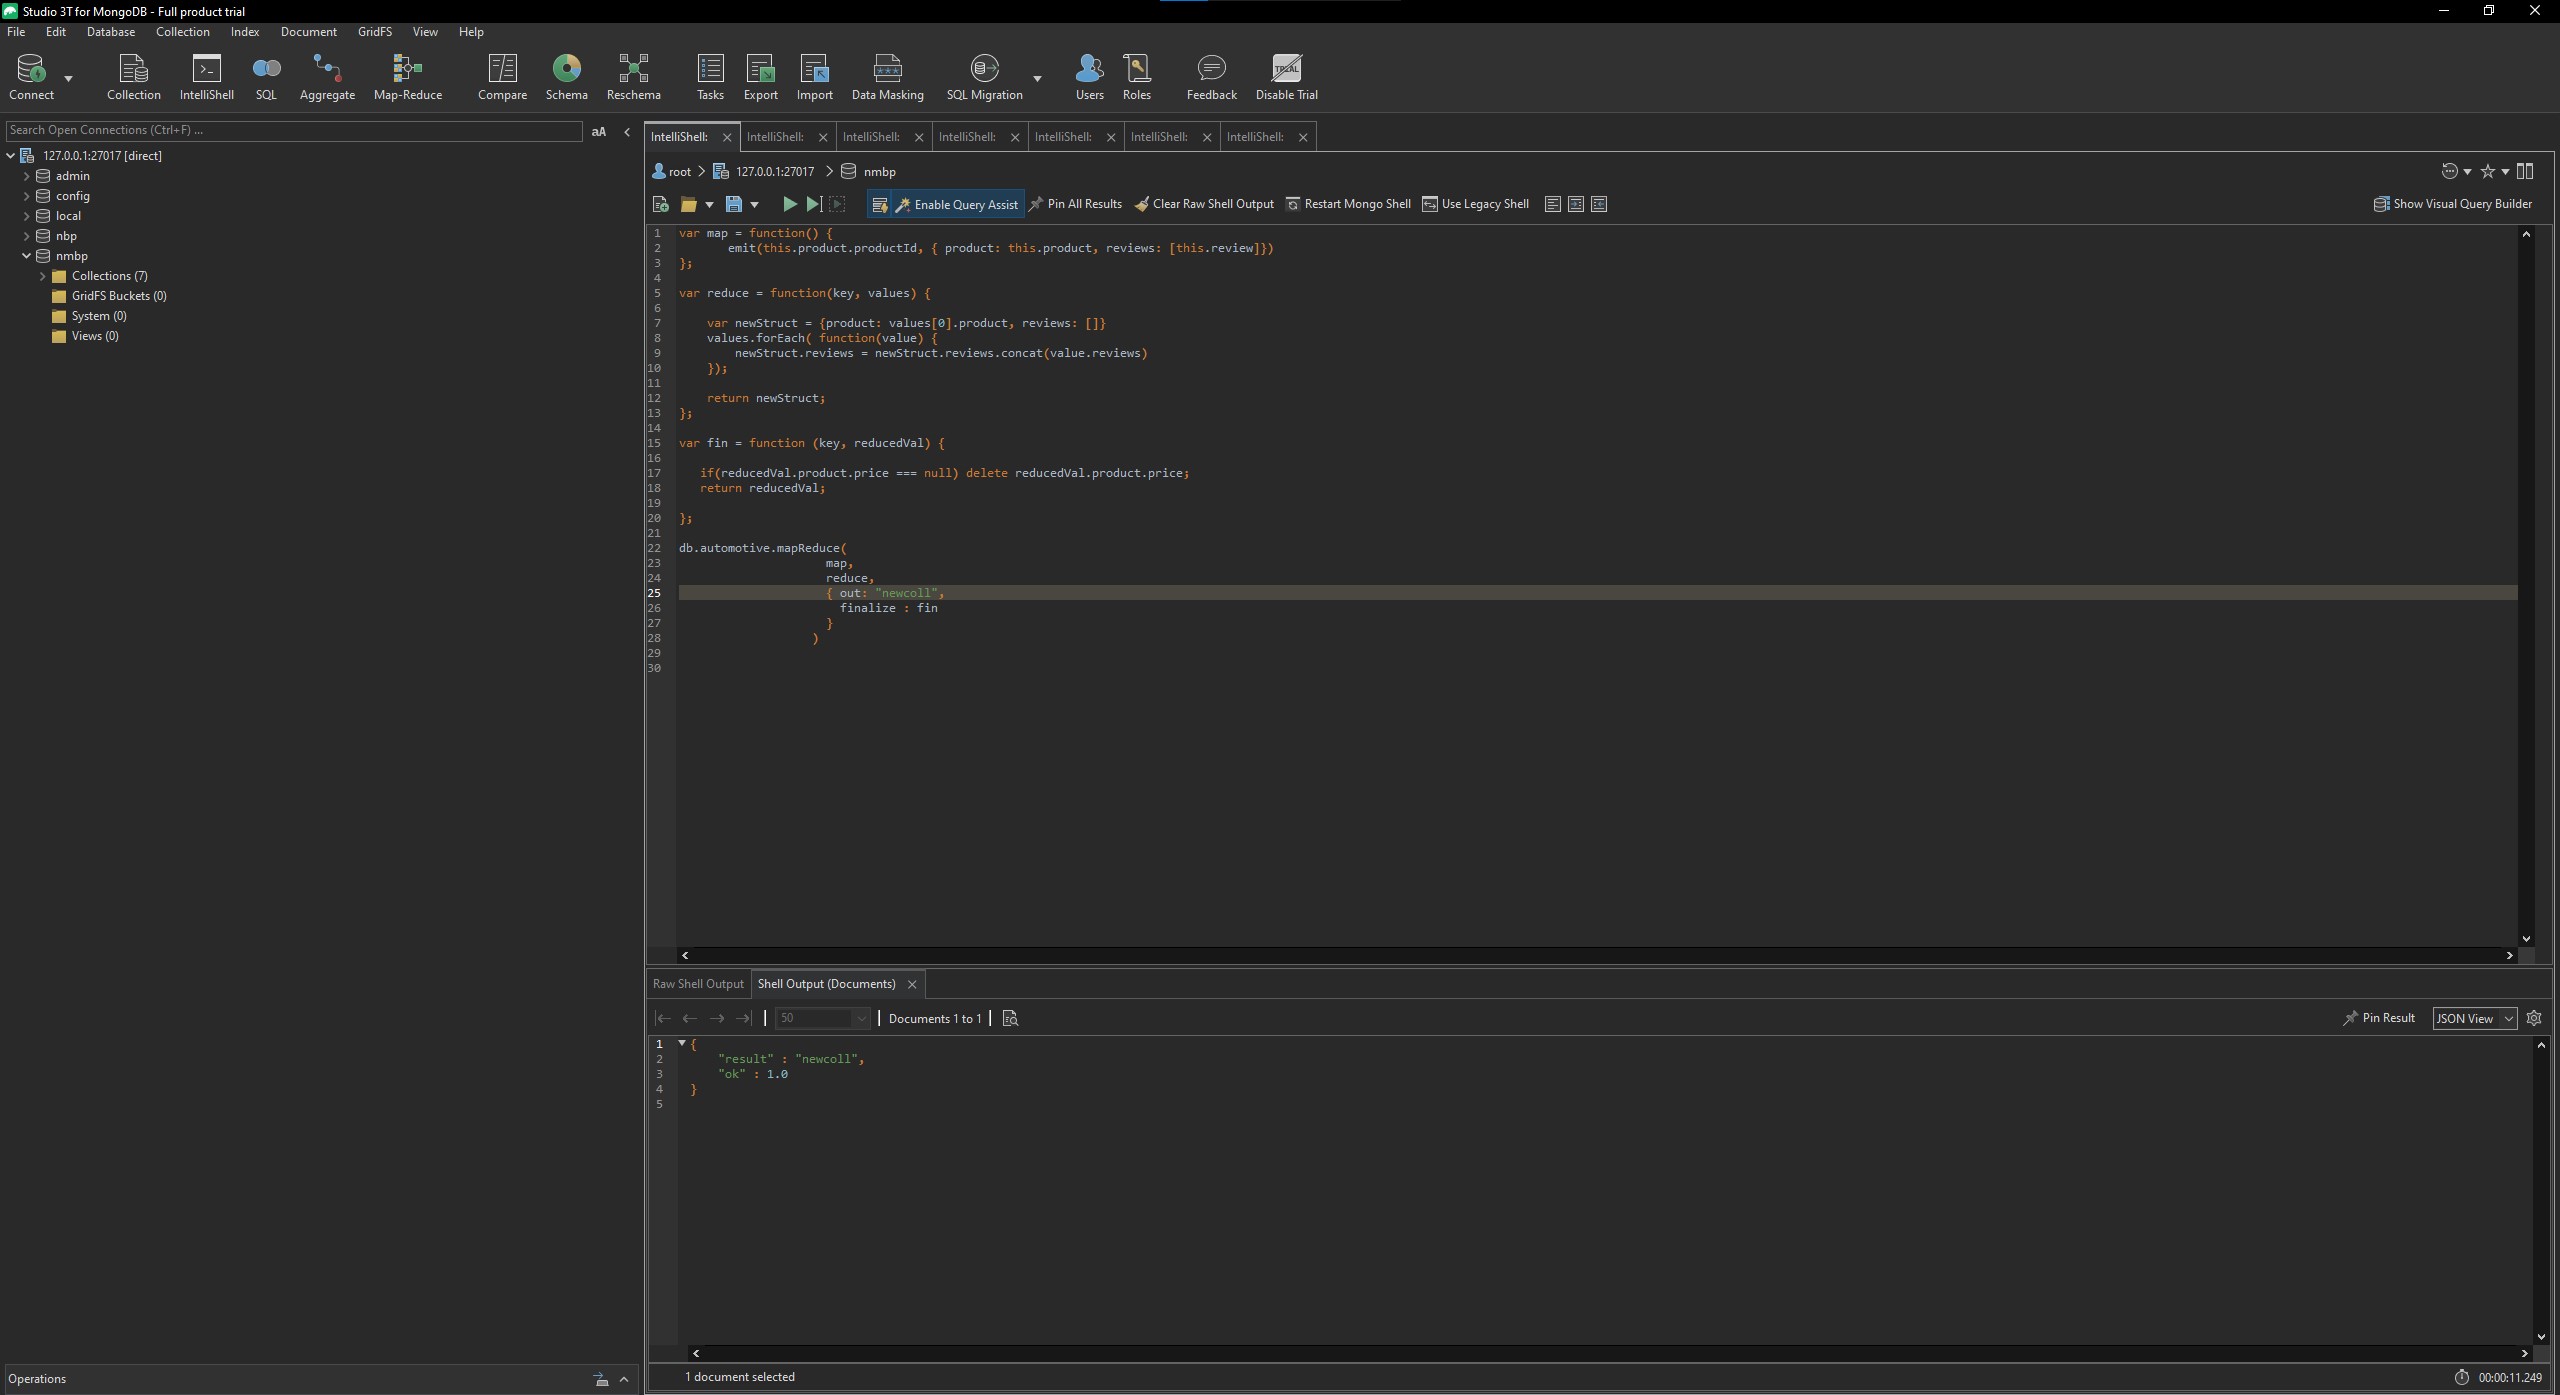 Studio 3T for MongoDB - Full product trial
File Edit Database Collection Index Document GridFS View Help
Connect Collection IntelliShell SQL Aggregate Map-Reduce Compare Schema Reschema Tasks Export Import Data Masking SQL Migration Users Roles Feedback Disable Trial
TRIAL
Search Open Connections (Ctrl+F) ... aA
127.0.0.1:27017 [direct]
admin
config
local
nbp
nmbp
Collections (7)
GridFS Buckets (0)
System (0)
Views (0)
Operations
IntelliShell: IntelliShell: IntelliShell: IntelliShell: IntelliShell: IntelliShell: IntelliShell:
root > 127.0.0.1:27017 > nmbp
Enable Query Assist Pin All Results Clear Raw Shell Output Restart Mongo Shell Use Legacy Shell Show Visual Query Builder
1 var map = function() {
2 emit(this.product.productId, { product: this.product, reviews: [this.review]})
3 };
4
5 var reduce = function(key, values) {
6
7 var newStruct = {product: values[0].product, reviews: []}
8 values.forEach( function(value) {
9 newStruct.reviews = newStruct.reviews.concat(value.reviews)
10 });
11
12 return newStruct;
13 };
14
15 var fin = function (key, reducedVal) {
16
17 if(reducedVal.product.price === null) delete reducedVal.product.price;
18 return reducedVal;
19
20 };
21
22 db.automotive.mapReduce(
23 map,
24 reduce,
25 { out: "newcoll",
26 finalize : fin
27 }
28 )
29
30
Raw Shell Output Shell Output (Documents)
50 Documents 1 to 1 Pin Result JSON View
1 {
2 "result" : "newcoll",
3 "ok" : 1.0
4 }
5
1 document selected 00:00:11.249